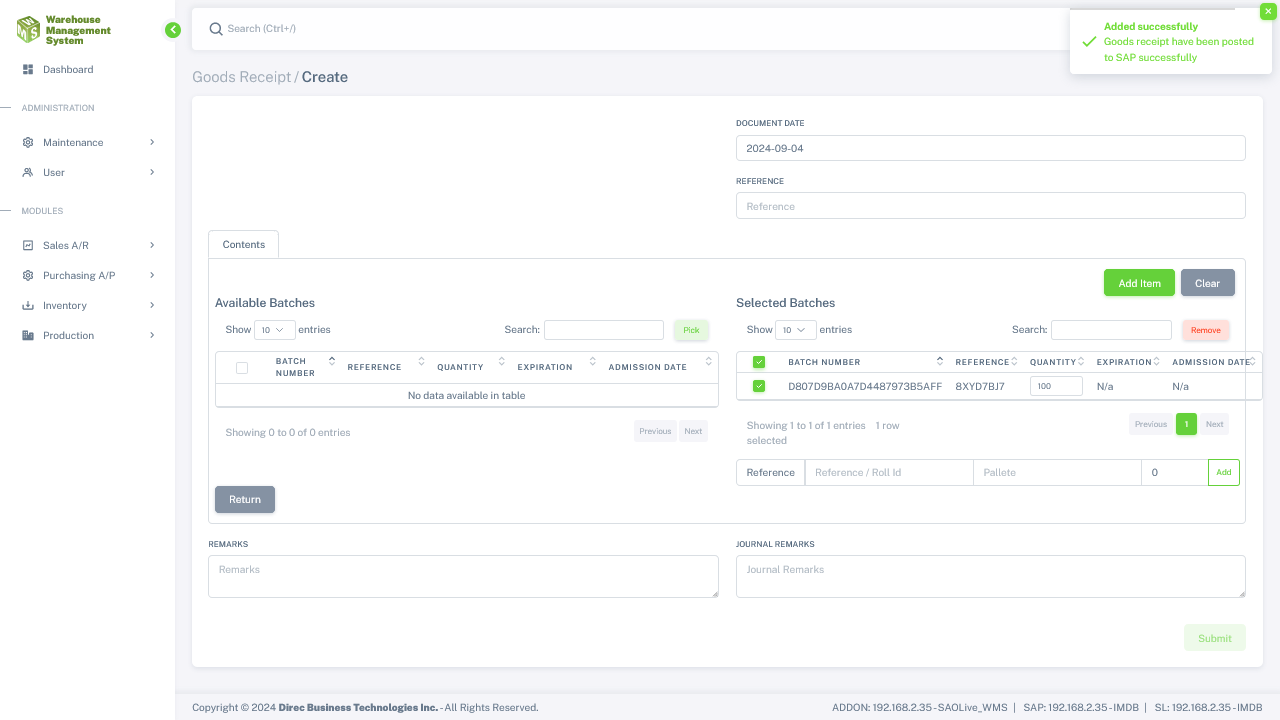 Warehouse
Management
System
Search (Ctrl+/)
Added successfully
Goods receipt have been posted
to SAP successfully
Dashboard
Goods Receipt / Create
ADMINISTRATION
Maintenance
User
MODULES
Sales A/R
Purchasing A/P
Inventory
Production
DOCUMENT DATE
2024-09-04
REFERENCE
Reference
Contents
Add Item
Clear
Available Batches
Show 10 entries
Search:
Pick
BATCH NUMBER REFERENCE QUANTITY EXPIRATION ADMISSION DATE
No data available in table
Showing 0 to 0 of 0 entries
Previous Next
Return
Selected Batches
Show 10 entries
Search:
Remove
BATCH NUMBER REFERENCE QUANTITY EXPIRATION ADMISSION DATE
D807D9BA0A7D4487973B5AFF 8XYD7BJ7 100 N/a N/a
Showing 1 to 1 of 1 entries 1 row
selected
Previous 1 Next
Reference Reference / Roll Id Pallete 0 Add
REMARKS
Remarks
JOURNAL REMARKS
Journal Remarks
Submit
Copyright © 2024 Direc Business Technologies Inc. - All Rights Reserved.
ADDON: 192.168.2.35 - SAOLive_WMS | SAP: 192.168.2.35 - IMDB | SL: 192.168.2.35 - IMDB